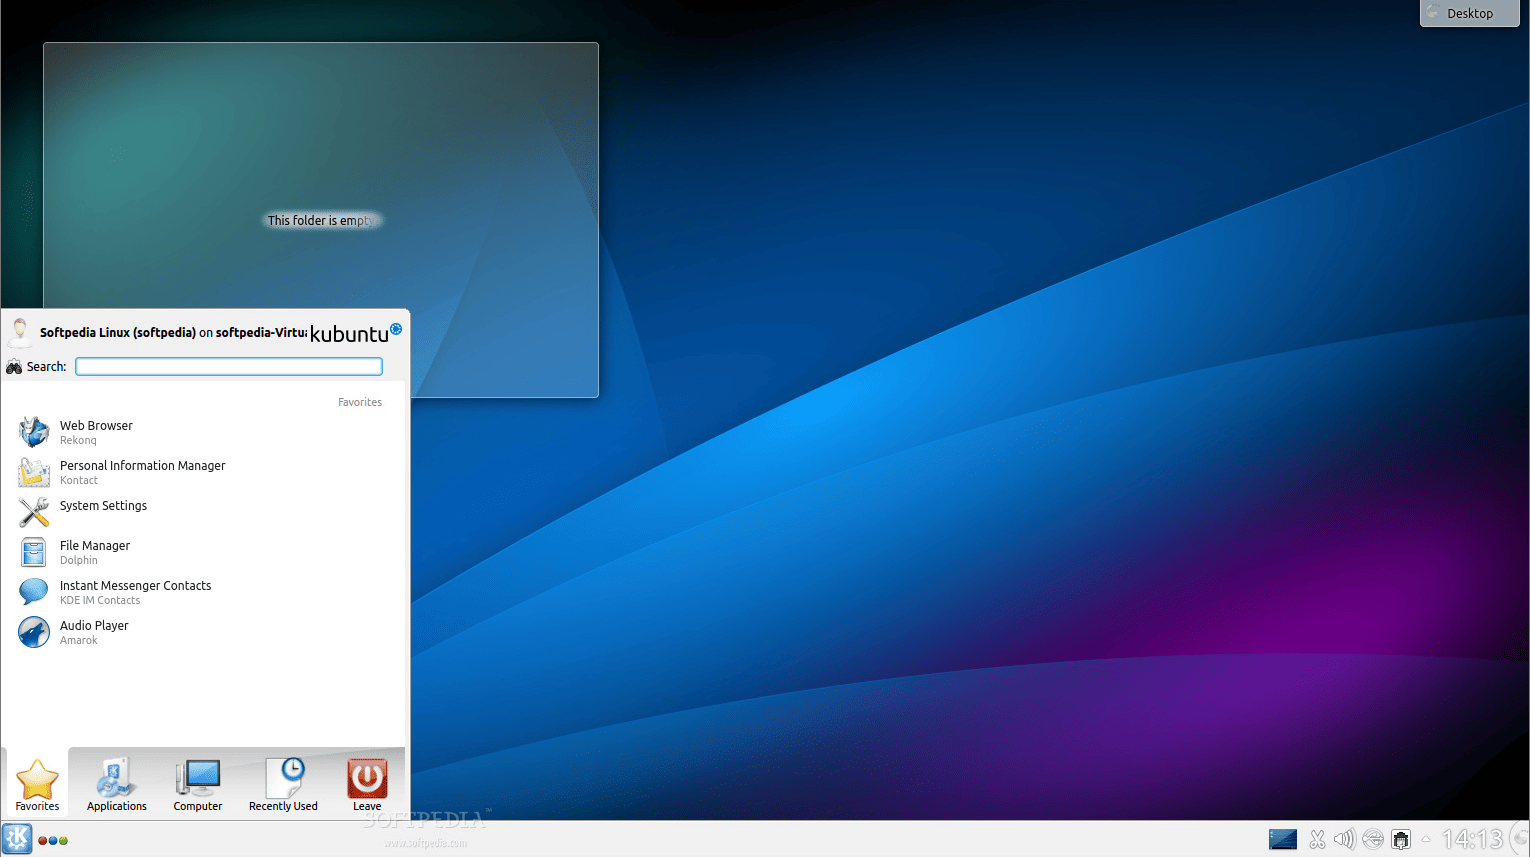 Desktop
This folder is empty
Softpedia Linux (softpedia) on softpedia-Virtua
kubuntu
Search:
Favorites
Web Browser
Rekonq
Personal Information Manager
Kontact
System Settings
File Manager
Dolphin
Instant Messenger Contacts
KDE IM Contacts
Audio Player
Amarok
Favorites
Applications
Computer
Recently Used
Leave
SOFTPEDIA™
www.softpedia.com
14:13